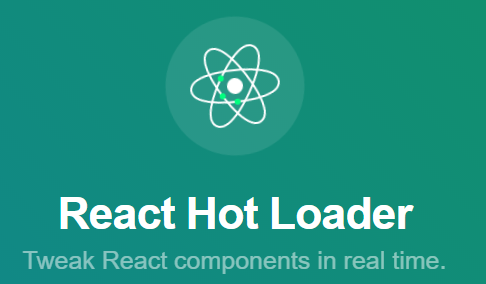 React Hot Loader
Tweak React components in real time.